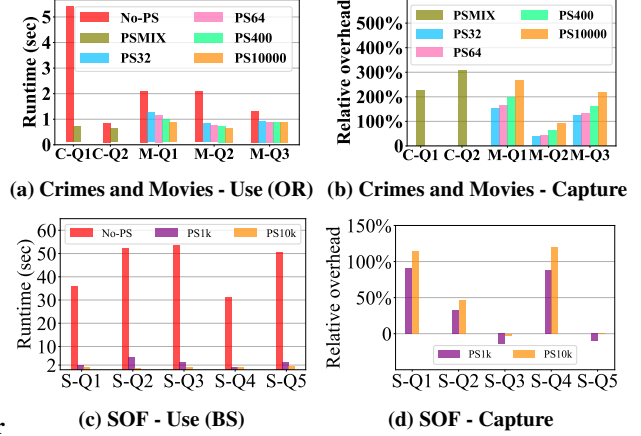 Runtime (sec)
5
4
3
2
1
0
No-PS
PSMIX
PS32
PS64
PS400
PS10000
C-Q1 C-Q2 M-Q1 M-Q2 M-Q3
(a) Crimes and Movies - Use (OR)
Relative overhead
500%
400%
300%
200%
100%
0
PSMIX
PS32
PS64
PS400
PS10000
C-Q1 C-Q2 M-Q1 M-Q2 M-Q3
(b) Crimes and Movies - Capture
Runtime (sec)
60
50
40
30
20
10
2
No-PS
PS1k
PS10k
S-Q1 S-Q2 S-Q3 S-Q4 S-Q5
(c) SOF - Use (BS)
Relative overhead
150%
100%
50%
0
PS1k
PS10k
S-Q1 S-Q2 S-Q3 S-Q4 S-Q5
(d) SOF - Capture